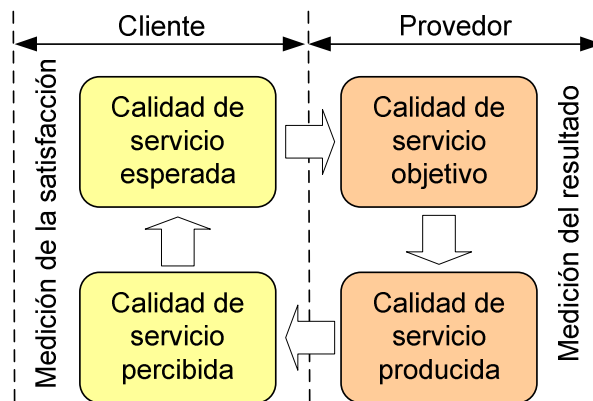 Cliente
Provedor
Medición de la satisfacción
Calidad de
servicio
esperada
Calidad de
servicio
objetivo
Medición del resultado
Calidad de
servicio
percibida
Calidad de
servicio
producida